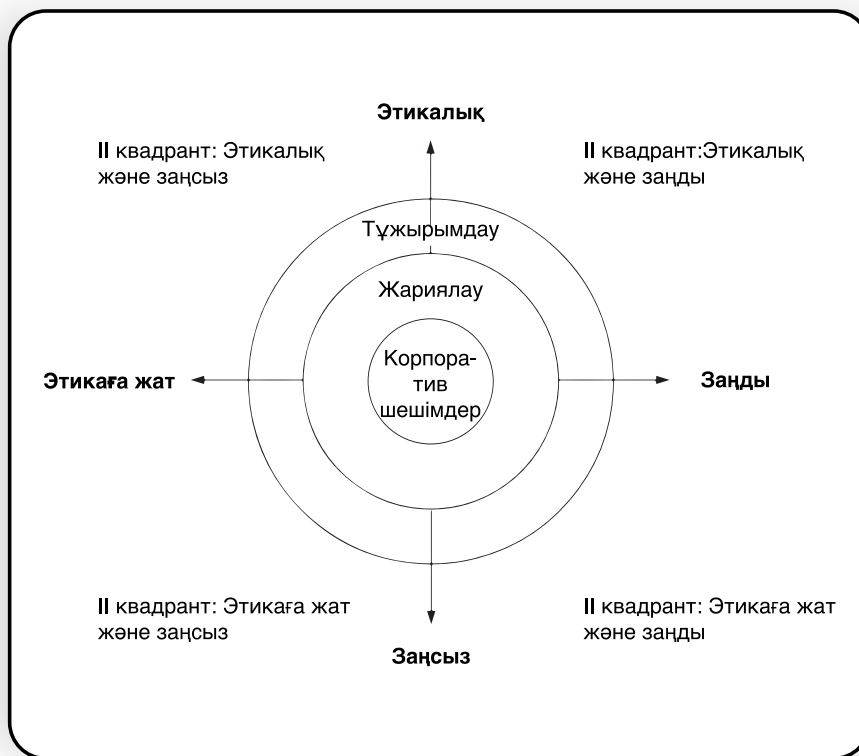 Этикалық
II квадрант: Этикалық
және заңсыз
II квадрант:Этикалық
және заңды
Тұжырымдау
Жариялау
Корпора-
тив
шешімдер
Этикаға жат
Заңды
II квадрант: Этикаға жат
және заңсыз
II квадрант: Этикаға жат
және заңды
Заңсыз